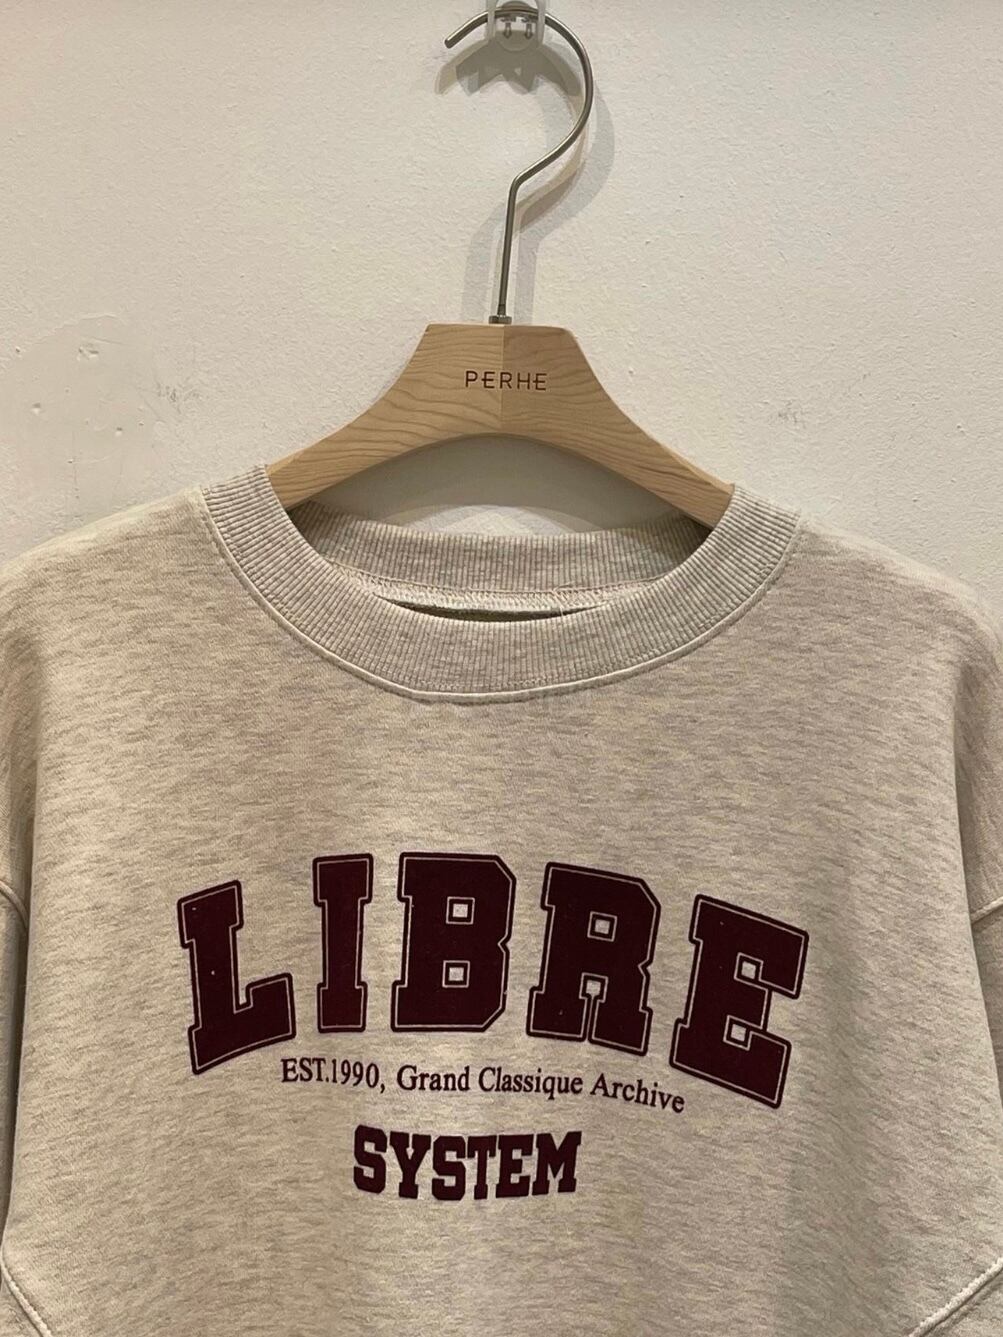 PERHE
LIBRE
EST.1990, Grand Classique Archive
SYSTEM